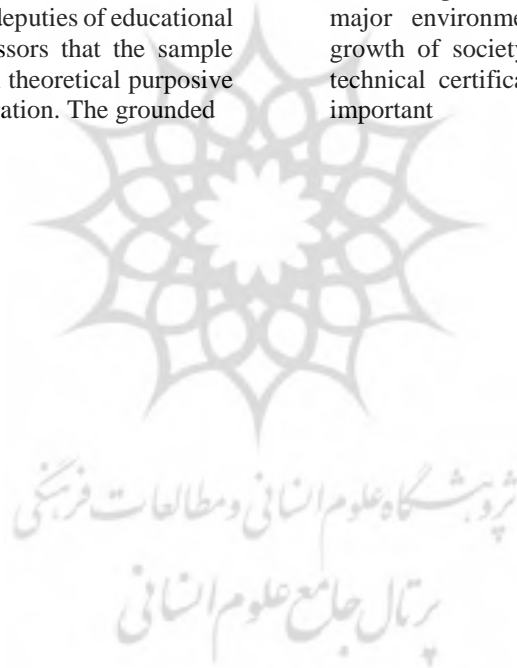 deputies of educational
ssors that the sample
theoretical purposive
ation. The grounded
major environme
growth of society
technical certifica
important
پژوهشگاه علوم انسانی و مطالعات فرهنگی
پرتال جامع علوم انسانی